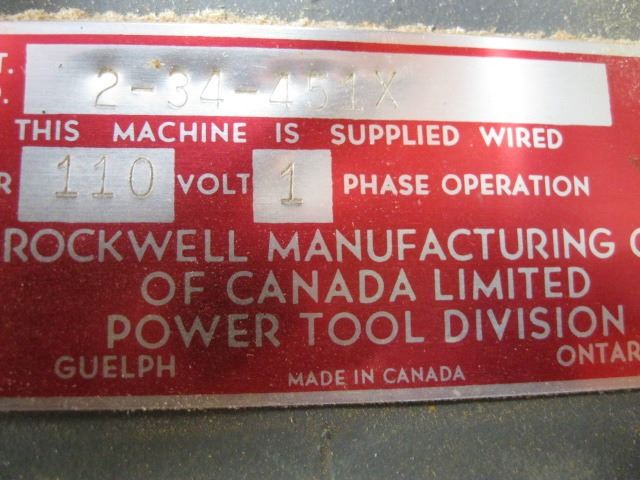 T. 2-34-451X
O.
THIS MACHINE IS SUPPLIED WIRED
R 110 VOLT 1 PHASE OPERATION
ROCKWELL MANUFACTURING C
OF CANADA LIMITED
POWER TOOL DIVISION
GUELPH ONTAR
MADE IN CANADA